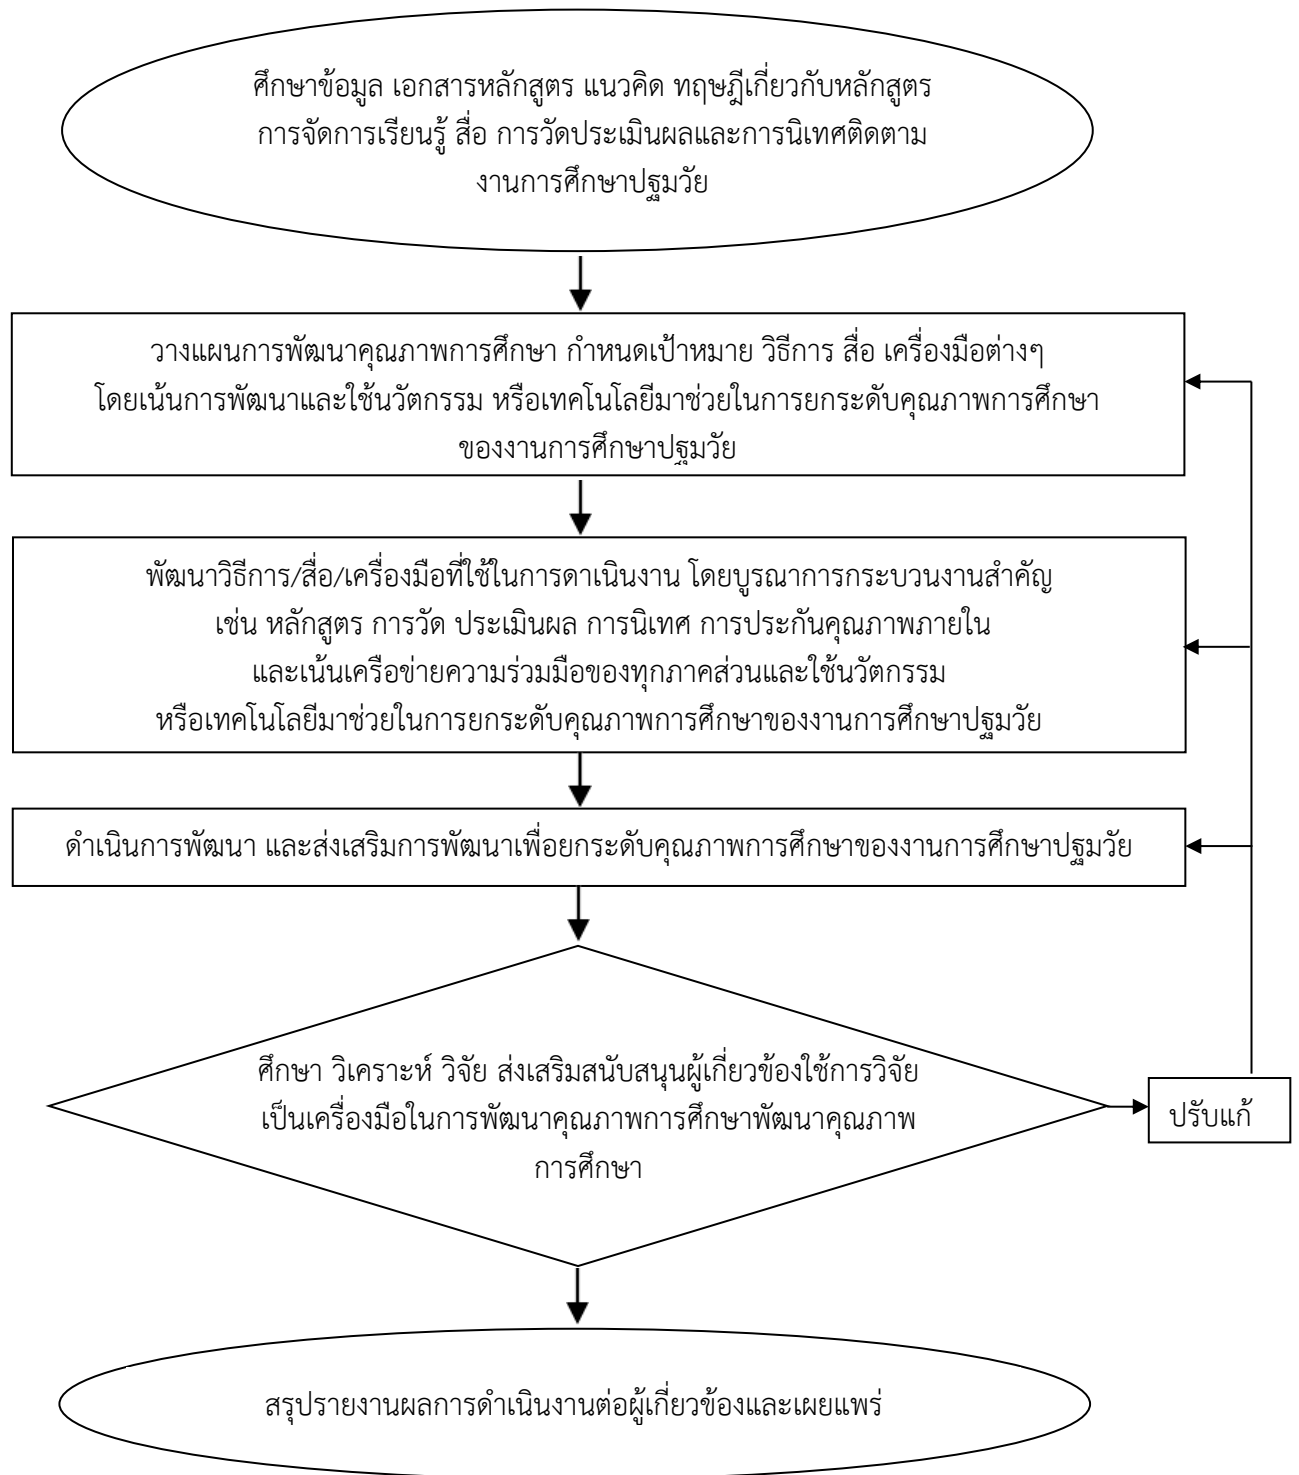 ศึกษาข้อมูล เอกสารหลักสูตร แนวคิด ทฤษฎีเกี่ยวกับหลักสูตร
การจัดการเรียนรู้ สื่อ การวัดประเมินผลและการนิเทศติดตาม
งานการศึกษาปฐมวัย
วางแผนการพัฒนาคุณภาพการศึกษา กำหนดเป้าหมาย วิธีการ สื่อ เครื่องมือต่างๆ
โดยเน้นการพัฒนาและใช้นวัตกรรม หรือเทคโนโลยีมาช่วยในการยกระดับคุณภาพการศึกษา
ของงานการศึกษาปฐมวัย
พัฒนาวิธีการ/สื่อ/เครื่องมือที่ใช้ในการดาเนินงาน โดยบูรณาการกระบวนงานสำคัญ
เช่น หลักสูตร การวัด ประเมินผล การนิเทศ การประกันคุณภาพภายใน
และเน้นเครือข่ายความร่วมมือของทุกภาคส่วนและใช้นวัตกรรม
หรือเทคโนโลยีมาช่วยในการยกระดับคุณภาพการศึกษาของงานการศึกษาปฐมวัย
ดำเนินการพัฒนา และส่งเสริมการพัฒนาเพื่อยกระดับคุณภาพการศึกษาของงานการศึกษาปฐมวัย
ศึกษา วิเคราะห์ วิจัย ส่งเสริมสนับสนุนผู้เกี่ยวข้องใช้การวิจัย
เป็นเครื่องมือในการพัฒนาคุณภาพการศึกษาพัฒนาคุณภาพ
การศึกษา
ปรับแก้
สรุปรายงานผลการดำเนินงานต่อผู้เกี่ยวข้องและเผยแพร่